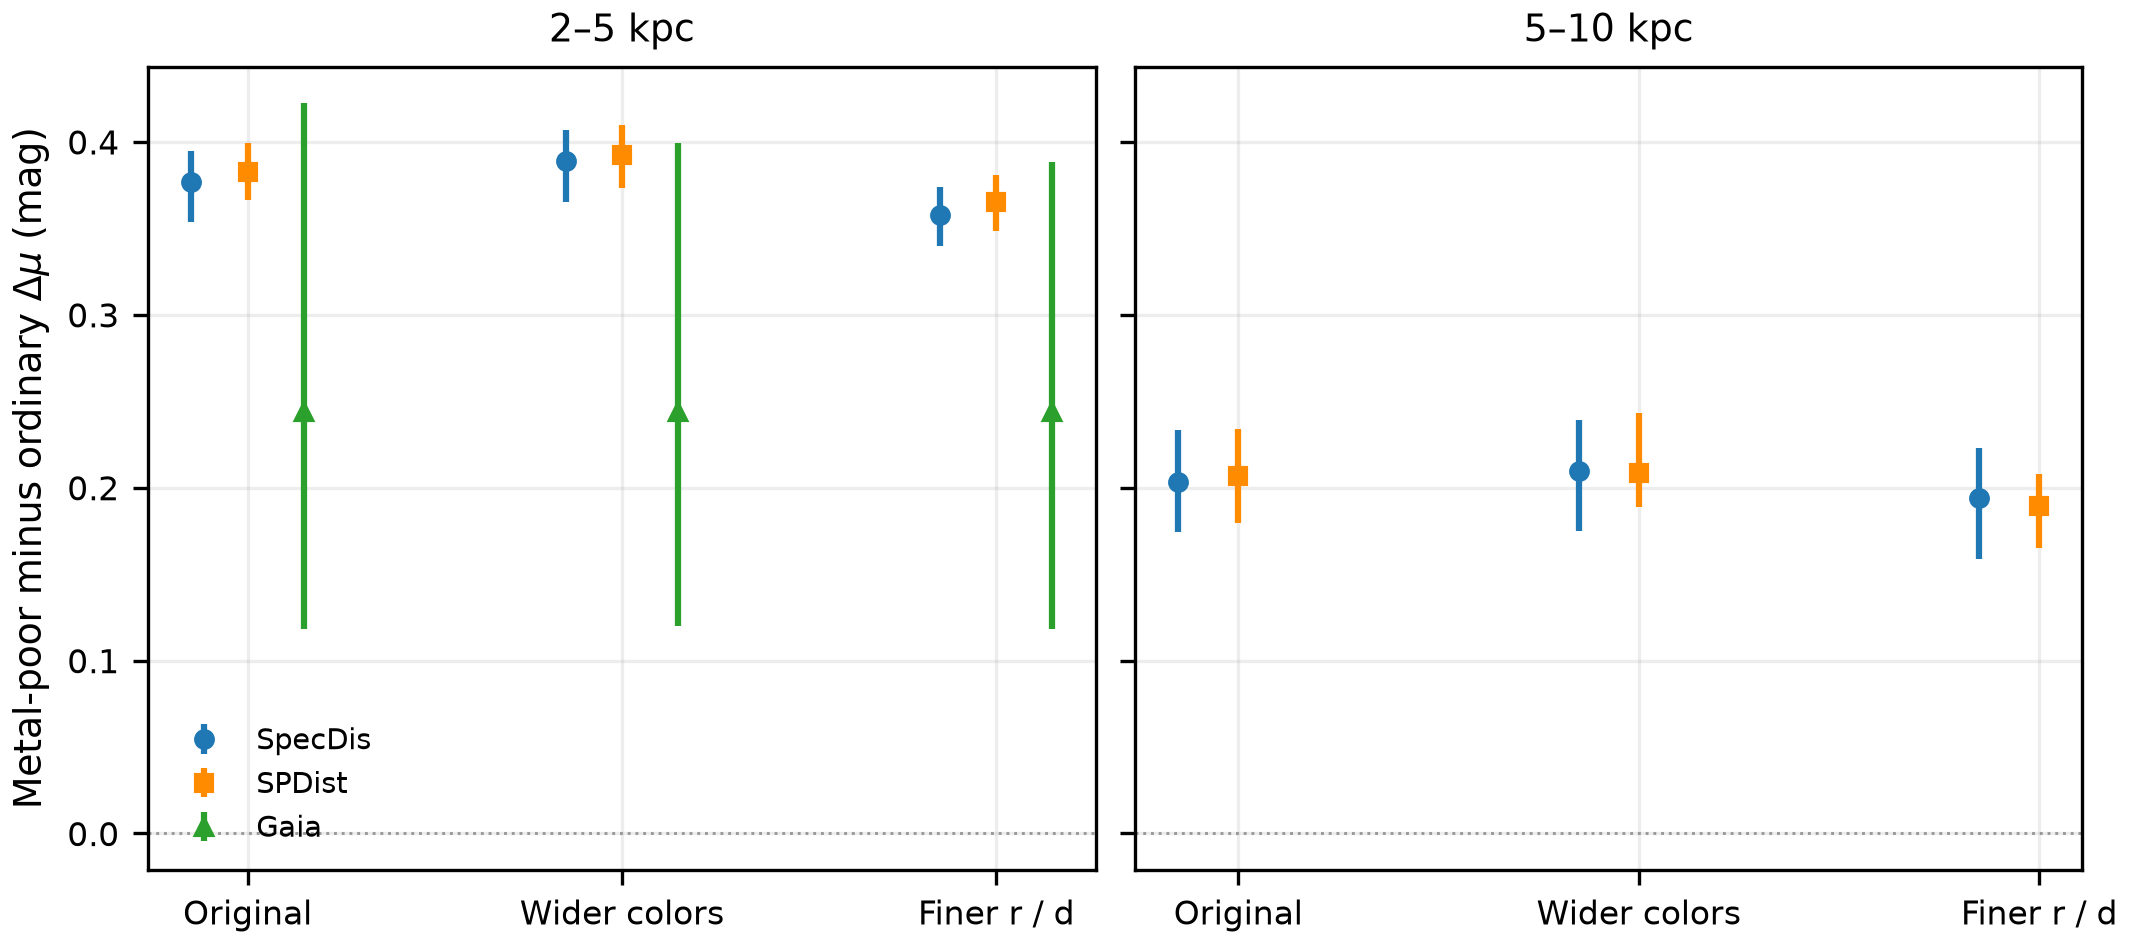 2–5 kpc
5–10 kpc
Metal-poor minus ordinary Δμ (mag)
0.4
0.3
0.2
0.1
0.0
SpecDis
SPDist
Gaia
Original
Wider colors
Finer r / d
Original
Wider colors
Finer r / d